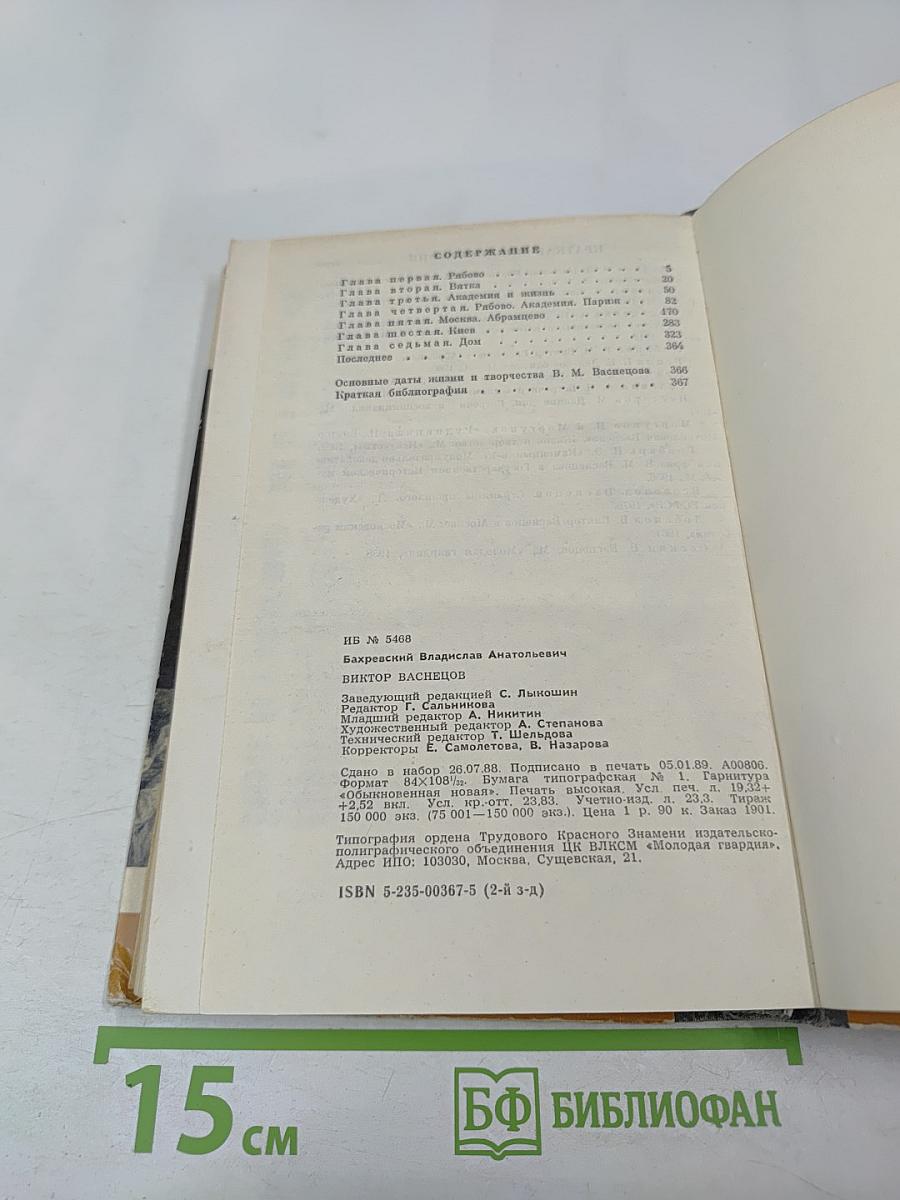 СОДЕРЖАНИЕ
Глава первая. Рябово . . . . . . . . . . . 5
Глава вторая. Вятка . . . . . . . . . . . 20
Глава третья. Академия и жизнь . . . . . . 50
Глава четвертая. Рябово. Академия. Париж . . 82
Глава пятая. Москва. Абрамцево . . . . . . . 170
Глава шестая. Киев . . . . . . . . . . . 283
Глава седьмая. Дом . . . . . . . . . . . 323
Последнее . . . . . . . . . . . . . . . 364
Основные даты жизни и творчества В. М. Васнецова 366
Краткая библиография . . . . . . . . . . . 367
ИБ № 5468
Бахревский Владислав Анатольевич
ВИКТОР ВАСНЕЦОВ
Заведующий редакцией С. Лыкошин
Редактор Г. Сальникова
Младший редактор А. Никитин
Художественный редактор А. Степанова
Технический редактор Т. Шельдова
Корректоры Е. Самолетова, В. Назарова
Сдано в набор 26.07.88. Подписано в печать 05.01.89. А00806.
Формат 84×108¹/₃₂. Бумага типографская № 1. Гарнитура
«Обыкновенная новая». Печать высокая. Усл. печ. л. 19,32+
+2,52 вкл. Усл. кр.-отт. 23,83. Учетно-изд. л. 23,3. Тираж
150 000 экз. (75 001—150 000 экз.). Цена 1 р. 90 к. Заказ 1901.
Типография ордена Трудового Красного Знамени издательско-
полиграфического объединения ЦК ВЛКСМ «Молодая гвардия».
Адрес ИПО: 103030, Москва, Сущевская, 21.
ISBN 5-235-00367-5 (2-й з-д)
15 см
БФ БИБЛИОФАН